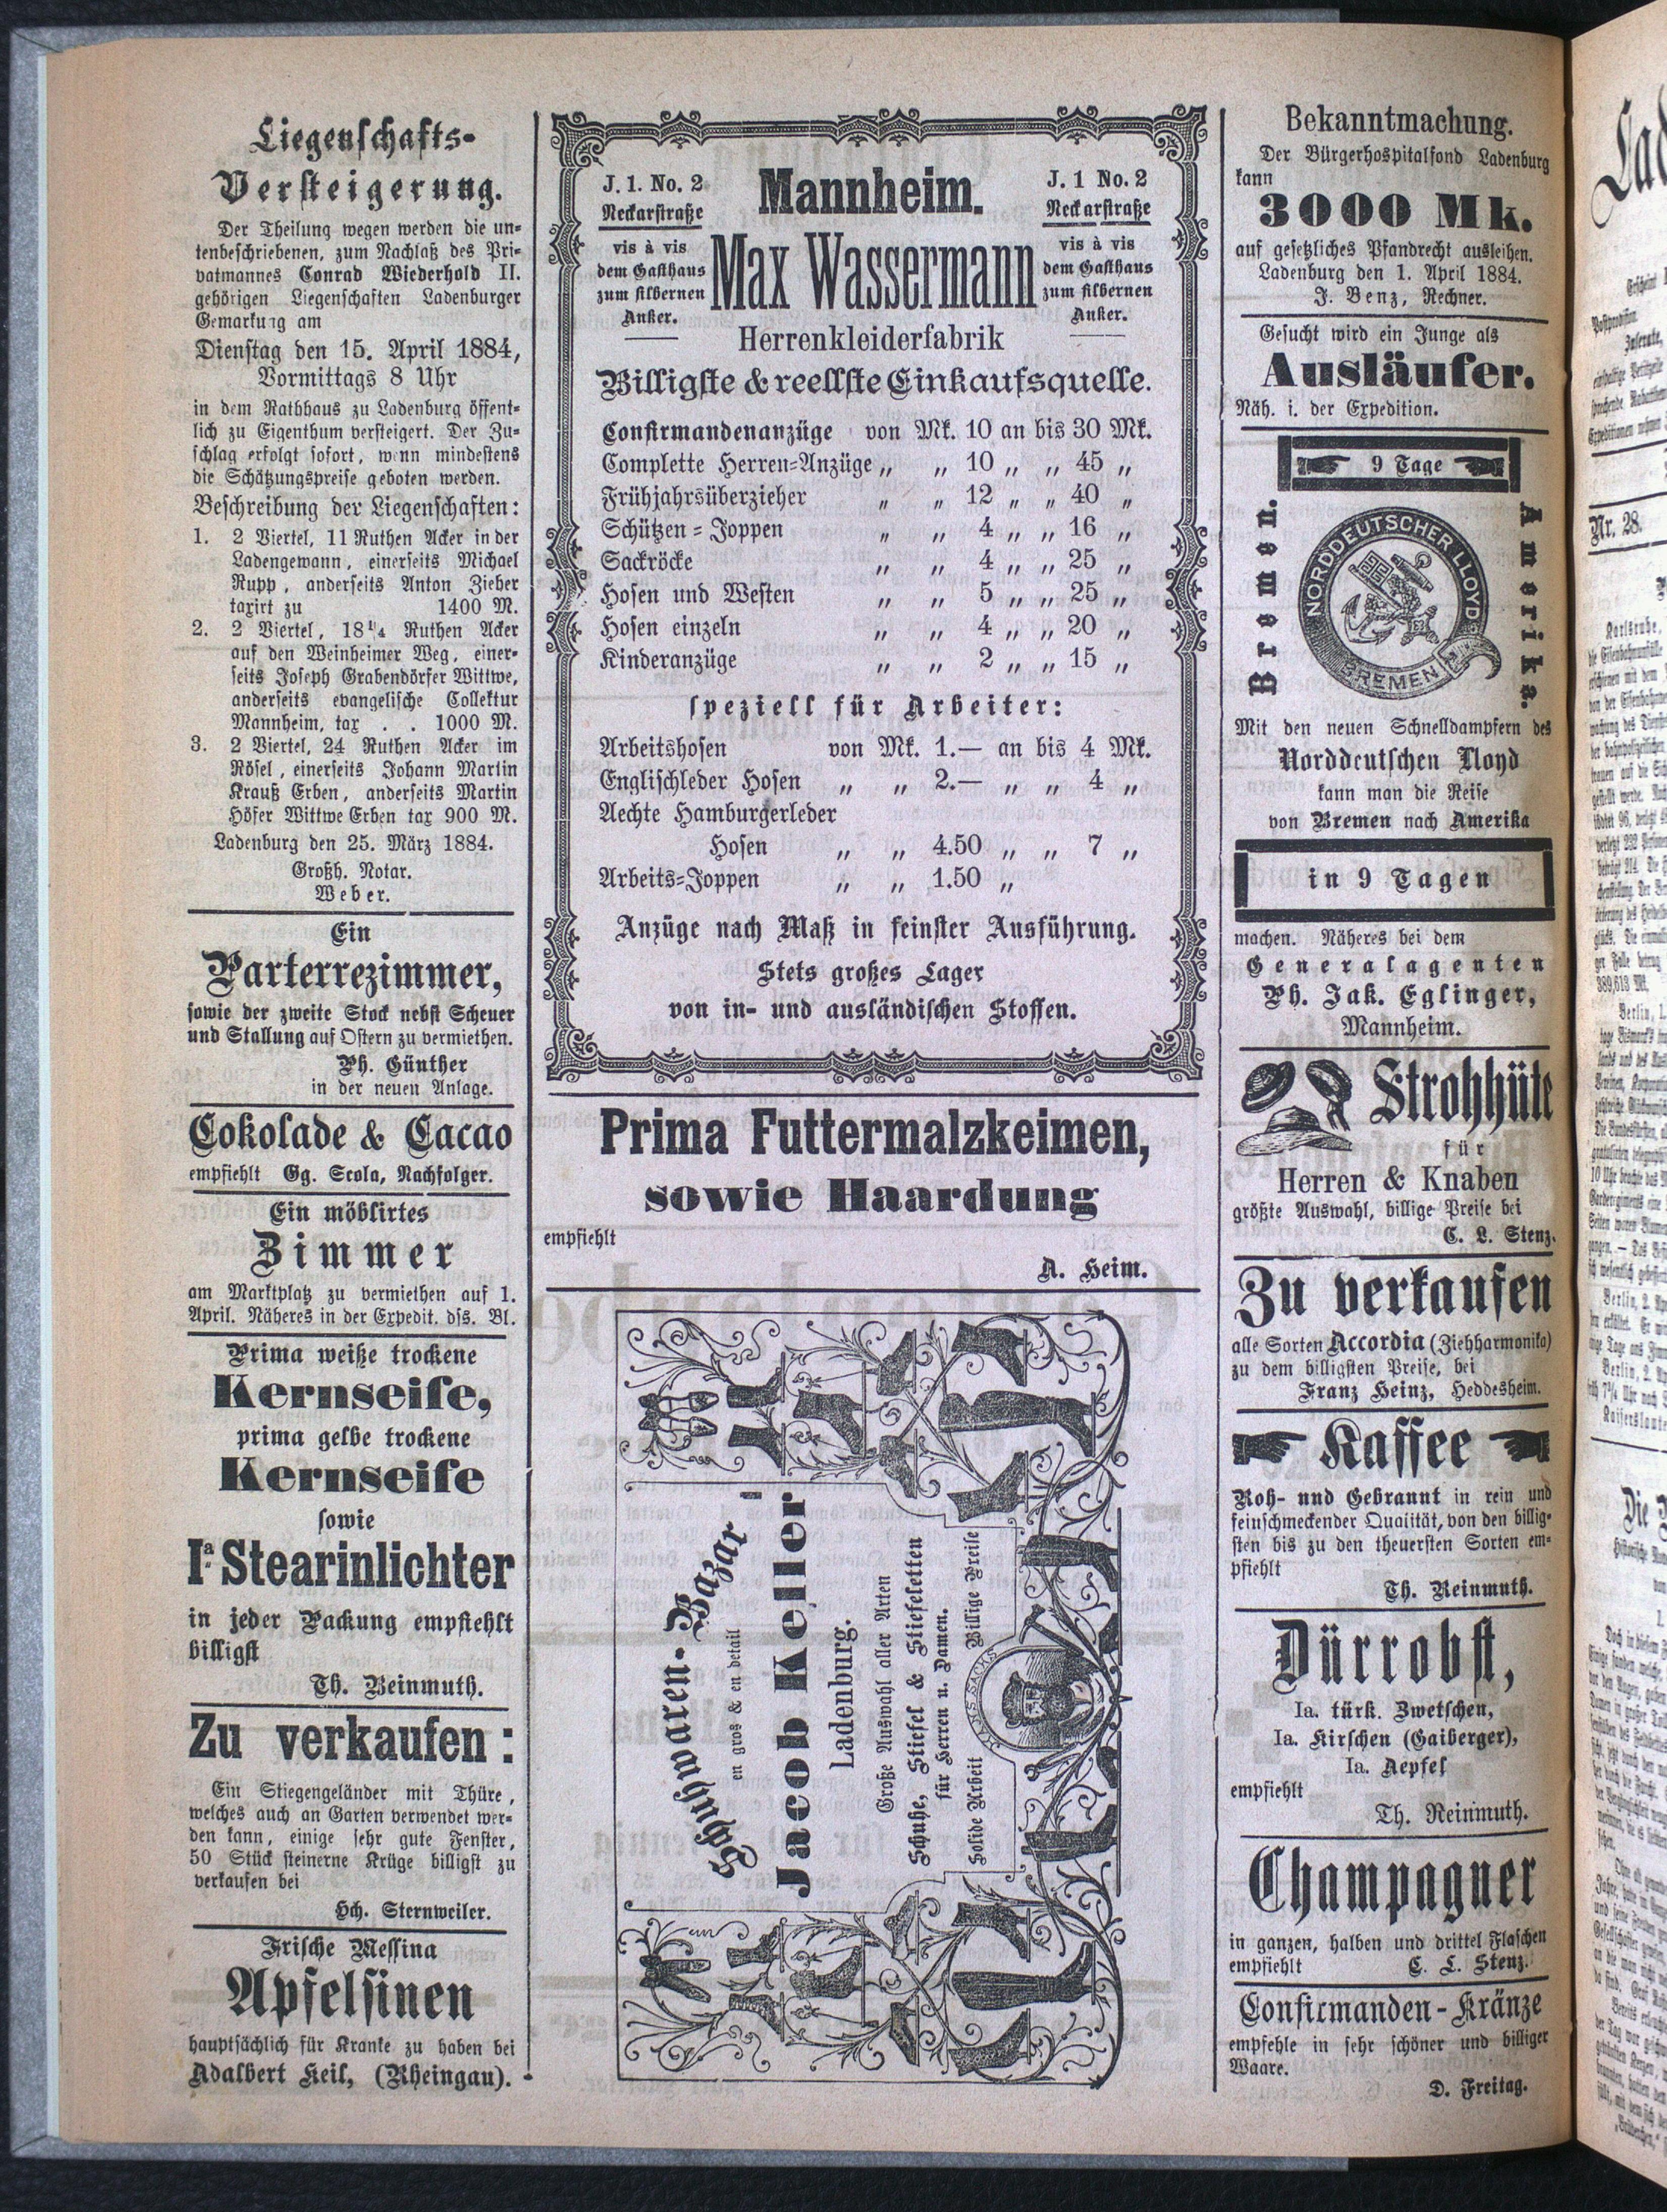 Liegenschafts-
Versteigerung.
Der Theilung wegen werden die un-
tenbeschriebenen, zum Nachlaß des Pri-
vatmannes Conrad Wiederhold II.
gehörigen Liegenschaften Ladenburger
Gemarkung am
Dienstag den 15. April 1884,
Vormittags 8 Uhr
in dem Rathhaus zu Ladenburg öffent-
lich zu Eigenthum versteigert. Der Zu-
schlag erfolgt sofort, wenn mindestens
die Schätzungspreise geboten werden.
Beschreibung der Liegenschaften:
1. 2 Viertel, 11 Ruthen Acker in der
Ladengewann, einerseits Michael
Rupp, anderseits Anton Zieher
taxirt zu 1400 M.
2. 2 Viertel, 18 1/4 Ruthen Acker
auf den Weinheimer Weg, einer-
seits Joseph Grabendörfer Wittwe,
anderseits evangelische Collektur
Mannheim, tax . . 1000 M.
3. 2 Viertel, 24 Ruthen Acker im
Rösel, einerseits Johann Martin
Krauß Erben, anderseits Martin
Höfer Wittwe Erben tax 900 M.
Ladenburg den 25. März 1884.
Großh. Notar.
Weber.
Ein
Parterrezimmer,
sowie der zweite Stock nebst Scheuer
und Stallung auf Ostern zu vermiethen.
Ph. Günther
in der neuen Anlage.
Cokolade & Cacao
empfiehlt Gg. Scola, Nachfolger.
Ein möblirtes
Zimmer
am Marktplatz zu vermiethen auf 1.
April. Näheres in der Expedit. dss. Bl.
Prima weiße trockene
Kernseife,
prima gelbe trockene
Kernseife
sowie
Ia. Stearinlichter
in jeder Packung empfiehlt
billigst
Th. Reinmuth.
Zu verkaufen:
Ein Stiegengeländer mit Thüre,
welches auch an Garten verwendet wer-
den kann, einige sehr gute Fenster,
50 Stück steinerne Krüge billigst zu
verkaufen bei
Hch. Sternweiler.
Frische Messina
Apfelsinen
hauptsächlich für Kranke zu haben bei
Adalbert Keil, (Rheingau).
J. 1. No. 2 Mannheim. J. 1 No. 2
Neckarstraße Neckarstraße
vis à vis Max Wassermann vis à vis
dem Gasthaus dem Gasthaus
zum silbernen zum silbernen
Anker. Anker.
Herrenkleiderfabrik
Billigste & reellste Einkaufsquelle.
Confirmandenanzüge von Mk. 10 an bis 30 Mk.
Complette Herren-Anzüge „ „ 10 „ „ 45 „
Frühjahrsüberzieher „ „ 12 „ „ 40 „
Schützen-Joppen „ „ 4 „ „ 16 „
Sackröcke „ „ 4 „ „ 25 „
Hosen und Westen „ „ 5 „ „ 25 „
Hosen einzeln „ „ 4 „ „ 20 „
Kinderanzüge „ „ 2 „ „ 15 „
speziell für Arbeiter:
Arbeitshosen von Mk. 1.— an bis 4 Mk.
Englischleder Hosen „ „ 2.— „ „ 4 „
Aechte Hamburgerleder
Hosen „ „ 4.50 „ „ 7 „
Arbeits-Joppen „ „ 1.50 „
Anzüge nach Maß in feinster Ausführung.
Stets großes Lager
von in- und ausländischen Stoffen.
Prima Futtermalzkeimen,
sowie Haardung
empfiehlt
A. Heim.
Schuhwaren-Bazar
en gros & en detail
Jacob Keller
Ladenburg.
Große Auswahl aller Arten
Schuhe, Stiefel & Stiefeletten
für Herren u. Damen.
Solide Arbeit Billige Preise
HANS SACHS
Bekanntmachung.
Der Bürgerhospitalfond Ladenburg
kann
3000 Mk.
auf gesetzliches Pfandrecht ausleihen.
Ladenburg den 1. April 1884.
J. Benz, Rechner.
Gesucht wird ein Junge als
Ausläufer.
Näh. i. der Expedition.
9 Tage
Bremen.
NORDDEUTSCHER LLOYD
BREMEN
Amerika.
Mit den neuen Schnelldampfern des
Norddeutschen Lloyd
kann man die Reise
von Bremen nach Amerika
in 9 Tagen
machen. Näheres bei dem
Generalagenten
Ph. Jak. Eglinger,
Mannheim.
Strohhüte
für
Herren & Knaben
größte Auswahl, billige Preise bei
C. L. Stenz.
Zu verkaufen
alle Sorten Accordia (Ziehharmonika)
zu dem billigsten Preise, bei
Franz Heinz, Heddesheim.
Kaffee
Roh- und Gebrannt in rein und
feinschmeckender Quaiität, von den billig-
sten bis zu den theuersten Sorten em-
pfiehlt
Th. Reinmuth.
Dürrobst,
Ia. türk. Zwetschen,
Ia. Kirschen (Gaiberger),
Ia. Aepfel
empfiehlt
Th. Reinmuth.
Champagner
in ganzen, halben und drittel Flaschen
empfiehlt C. L. Stenz.
Confirmanden-Kränze
empfehle in sehr schöner und billiger
Waare.
D. Freitag.
Nr. 28.